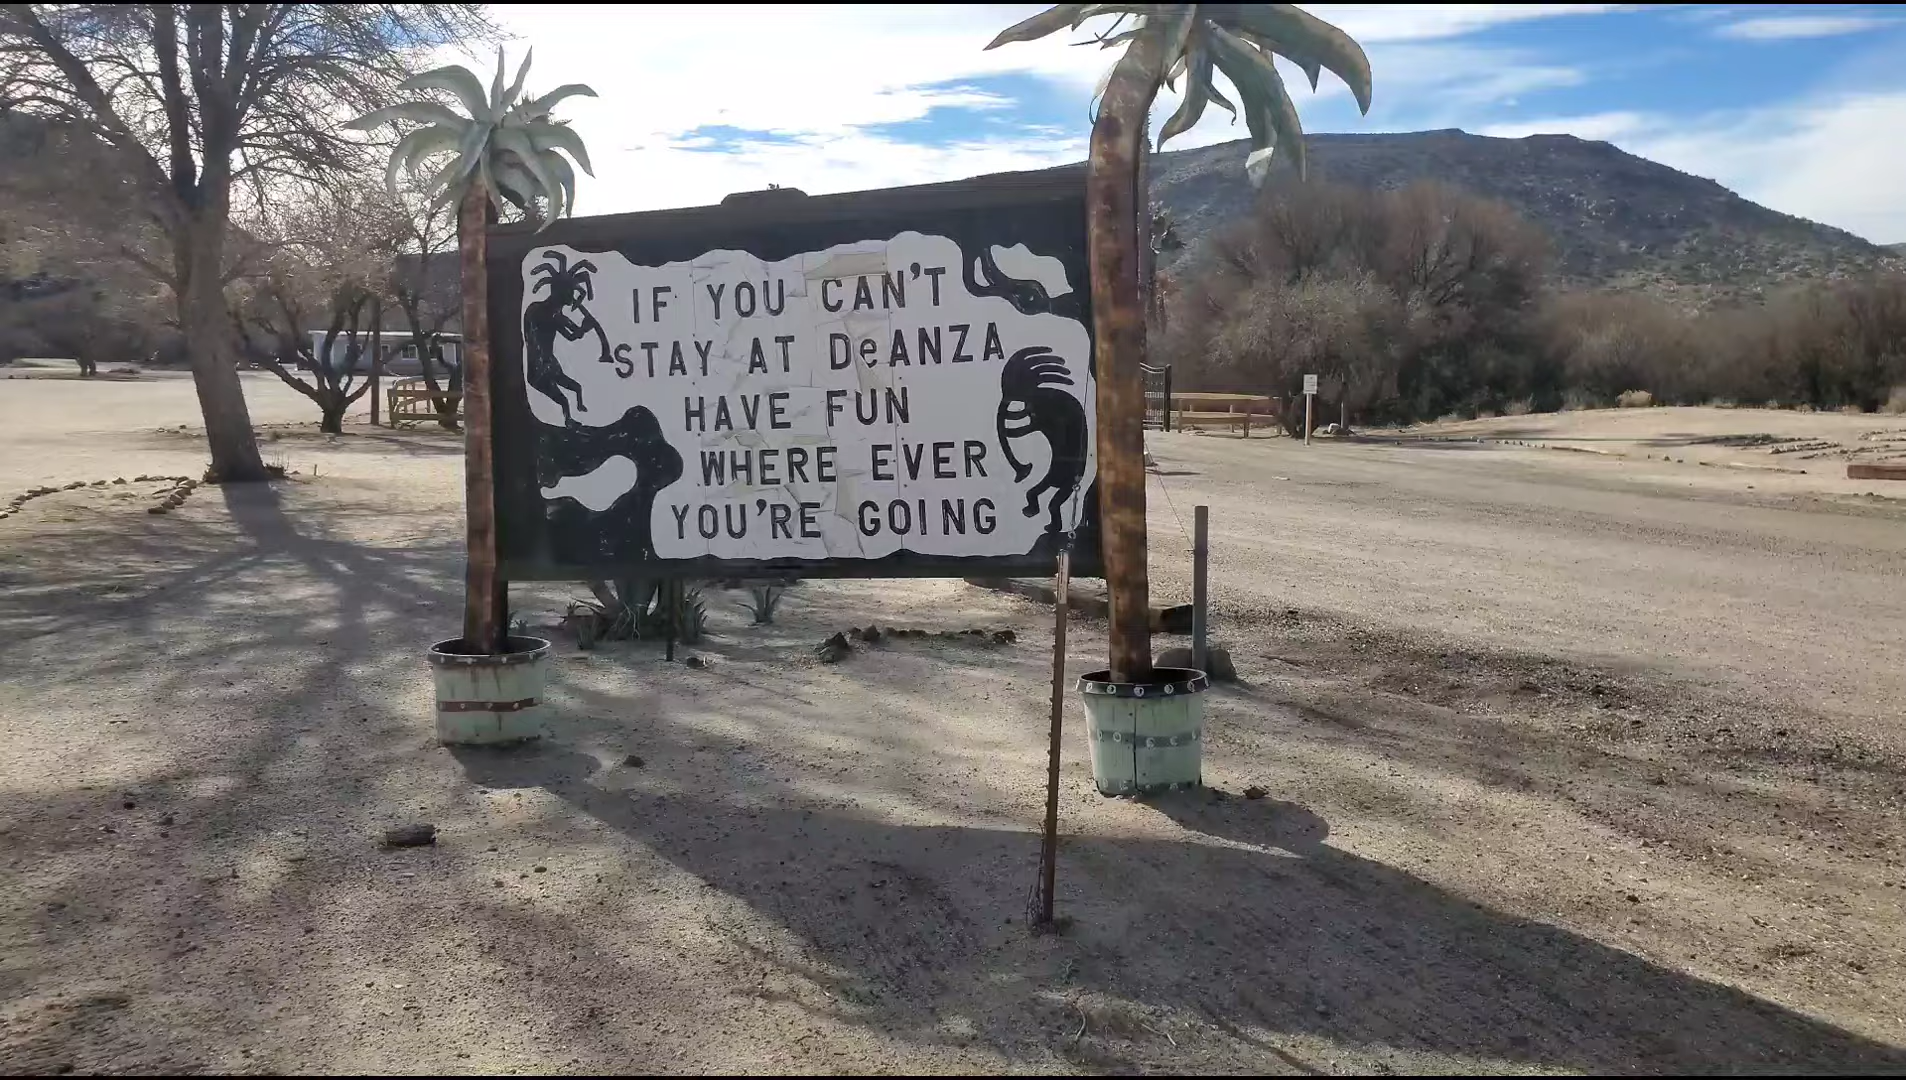 IF YOU CAN'T
STAY AT DeANZA
HAVE FUN
WHERE EVER
YOU'RE GOING